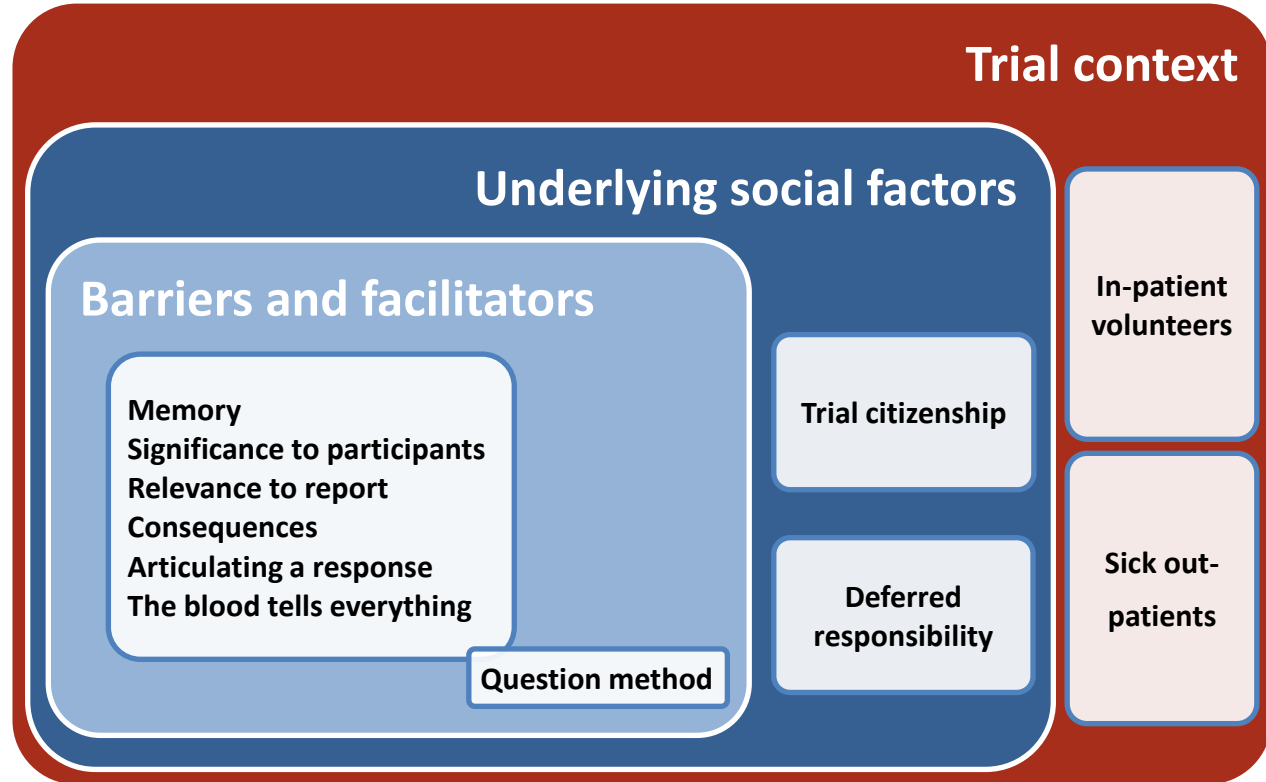 Trial context
Underlying social factors
Barriers and facilitators
Memory
Significance to participants
Relevance to report
Consequences
Articulating a response
The blood tells everything
Question method
Trial citizenship
Deferred
responsibility
In-patient
volunteers
Sick out-
patients